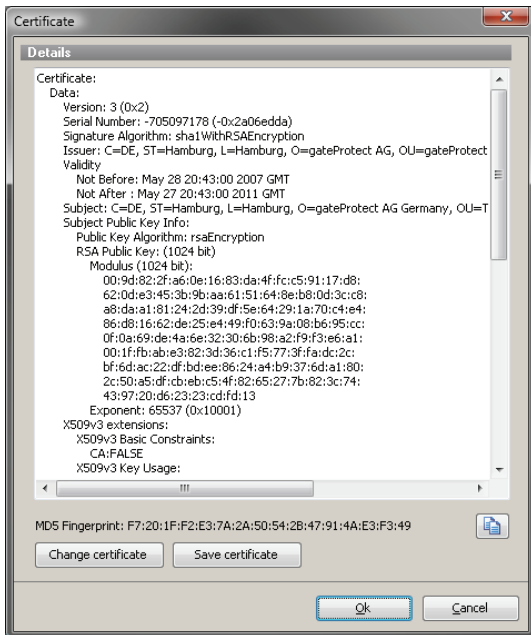 Certificate
Details
Certificate:
Data:
Version: 3 (0x2)
Serial Number: -705097178 (-0x2a06edda)
Signature Algorithm: sha1WithRSAEncryption
Issuer: C=DE, ST=Hamburg, L=Hamburg, O=gateProtect AG, OU=gateProtect
Validity
Not Before: May 28 20:43:00 2007 GMT
Not After : May 27 20:43:00 2011 GMT
Subject: C=DE, ST=Hamburg, L=Hamburg, O=gateProtect AG Germany, OU=T
Subject Public Key Info:
Public Key Algorithm: rsaEncryption
RSA Public Key: (1024 bit)
Modulus (1024 bit):
00:9d:82:2f:a6:0e:16:83:da:4f:fc:c5:91:17:d8:
62:0d:e3:45:3b:9b:aa:61:51:64:8e:b8:0d:3c:c8:
a8:da:a1:81:24:2d:39:df:5e:64:29:1a:70:c4:e4:
86:d8:16:62:de:25:e4:49:f0:63:9a:08:b6:95:cc:
0f:0a:69:de:4a:6e:32:30:6b:98:a2:f9:f3:e6:a1:
00:1f:fb:ab:e3:82:3d:36:c1:f5:77:3f:fa:dc:2c:
bf:6d:ac:22:df:bd:ee:86:24:a4:b9:37:6d:a1:80:
2c:50:a5:df:cb:eb:c5:4f:82:65:27:7b:82:3c:74:
43:97:20:d6:23:23:cd:fd:13
Exponent: 65537 (0x10001)
X509v3 extensions:
X509v3 Basic Constraints:
CA:FALSE
X509v3 Key Usage:
MD5 Fingerprint: F7:20:1F:F2:E3:7A:2A:50:54:2B:47:91:4A:E3:F3:49
Change certificate Save certificate
Ok Cancel